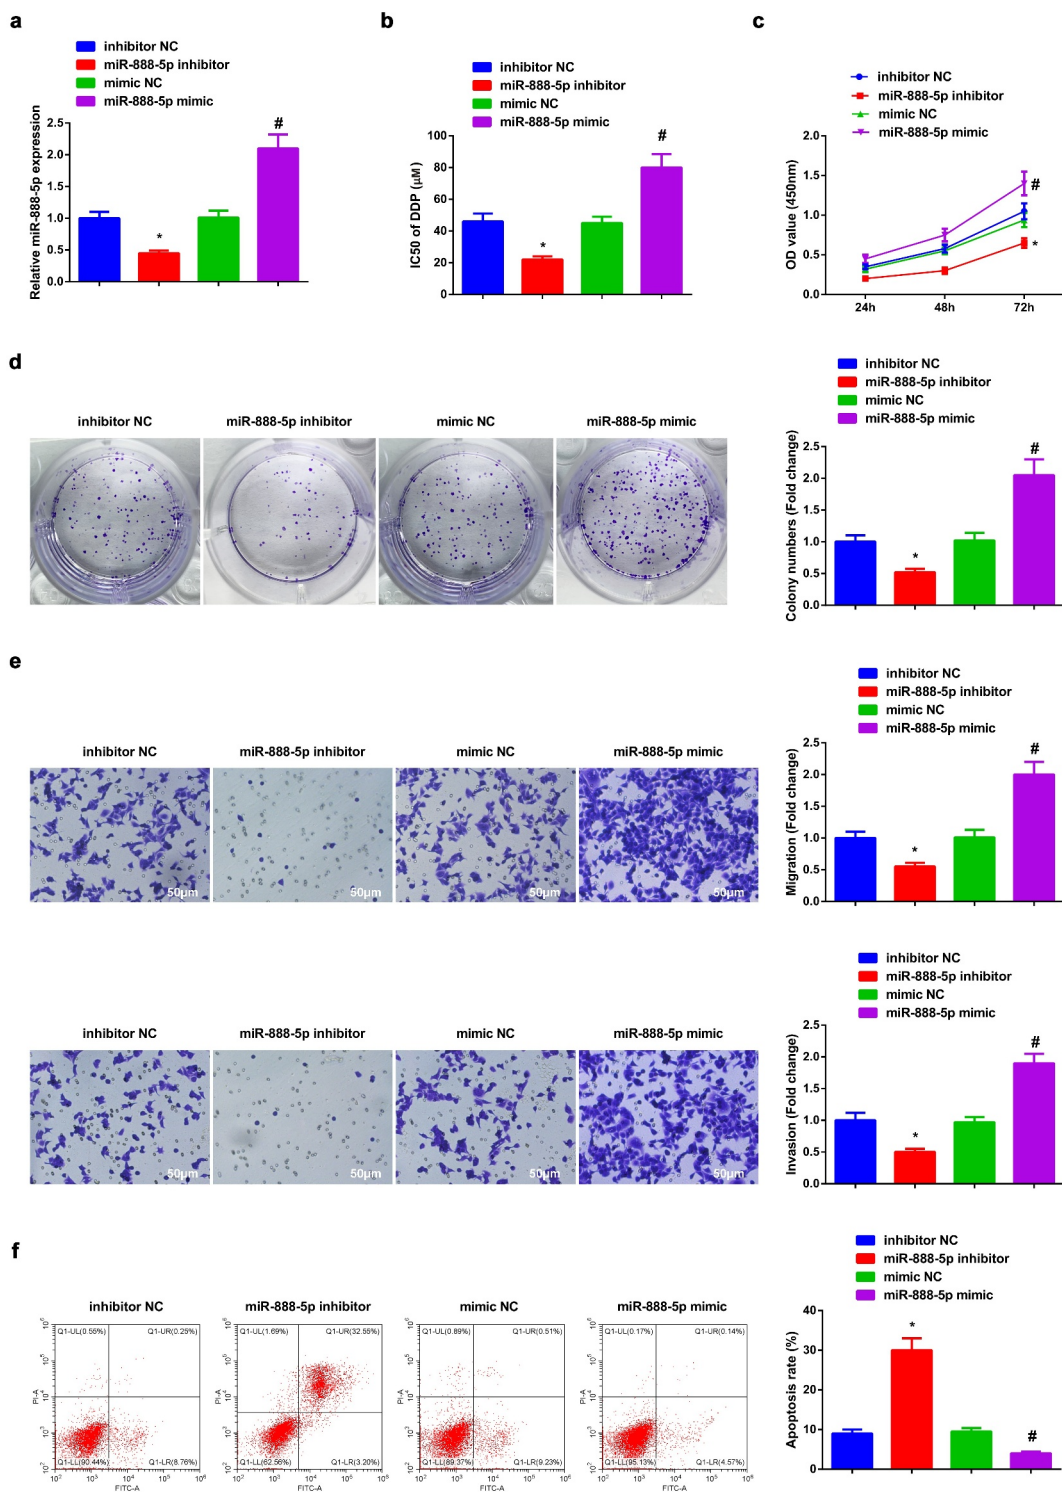 a
inhibitor NC
miR-888-5p inhibitor
mimic NC
miR-888-5p mimic
Relative miR-888-5p expression
2.5
2.0
1.5
1.0
0.5
0.0
*
#
b
inhibitor NC
miR-888-5p inhibitor
mimic NC
miR-888-5p mimic
IC50 of DDP (μM)
100
80
60
40
20
0
*
#
c
inhibitor NC
miR-888-5p inhibitor
mimic NC
miR-888-5p mimic
OD value (450nm)
2.0
1.5
1.0
0.5
0.0
#
*
24h 48h 72h
d
inhibitor NC miR-888-5p inhibitor mimic NC miR-888-5p mimic
inhibitor NC
miR-888-5p inhibitor
mimic NC
miR-888-5p mimic
Colony numbers (Fold change)
2.5
2.0
1.5
1.0
0.5
0.0
*
#
e
inhibitor NC miR-888-5p inhibitor mimic NC miR-888-5p mimic
50μm 50μm 50μm 50μm
inhibitor NC
miR-888-5p inhibitor
mimic NC
miR-888-5p mimic
Migration (Fold change)
2.5
2.0
1.5
1.0
0.5
0.0
*
#
inhibitor NC miR-888-5p inhibitor mimic NC miR-888-5p mimic
50μm 50μm 50μm 50μm
inhibitor NC
miR-888-5p inhibitor
mimic NC
miR-888-5p mimic
Invasion (Fold change)
2.5
2.0
1.5
1.0
0.5
0.0
*
#
f
inhibitor NC miR-888-5p inhibitor mimic NC miR-888-5p mimic
Q1-UL(0.55%) Q1-UR(0.25%) Q1-UL(1.69%) Q1-UR(32.55%) Q1-UL(0.89%) Q1-UR(0.51%) Q1-UL(0.17%) Q1-UR(0.14%)
PI-A PI-A PI-A PI-A
Q1-LL(90.44%) Q1-LR(8.76%) Q1-LL(62.56%) Q1-LR(3.20%) Q1-LL(89.37%) Q1-LR(9.23%) Q1-LL(95.13%) Q1-LR(4.57%)
FITC-A FITC-A FITC-A FITC-A
inhibitor NC
miR-888-5p inhibitor
mimic NC
miR-888-5p mimic
Apoptosis rate (%)
40
30
20
10
0
*
#